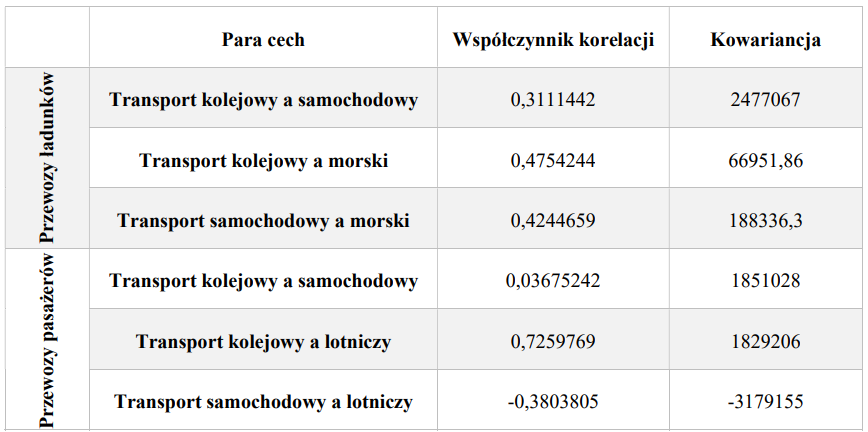 Para cech Współczynnik korelacji Kowariancja
Przewozy ładunków
Transport kolejowy a samochodowy 0,3111442 2477067
Transport kolejowy a morski 0,4754244 66951,86
Transport samochodowy a morski 0,4244659 188336,3
Przewozy pasażerów
Transport kolejowy a samochodowy 0,03675242 1851028
Transport kolejowy a lotniczy 0,7259769 1829206
Transport samochodowy a lotniczy -0,3803805 -3179155